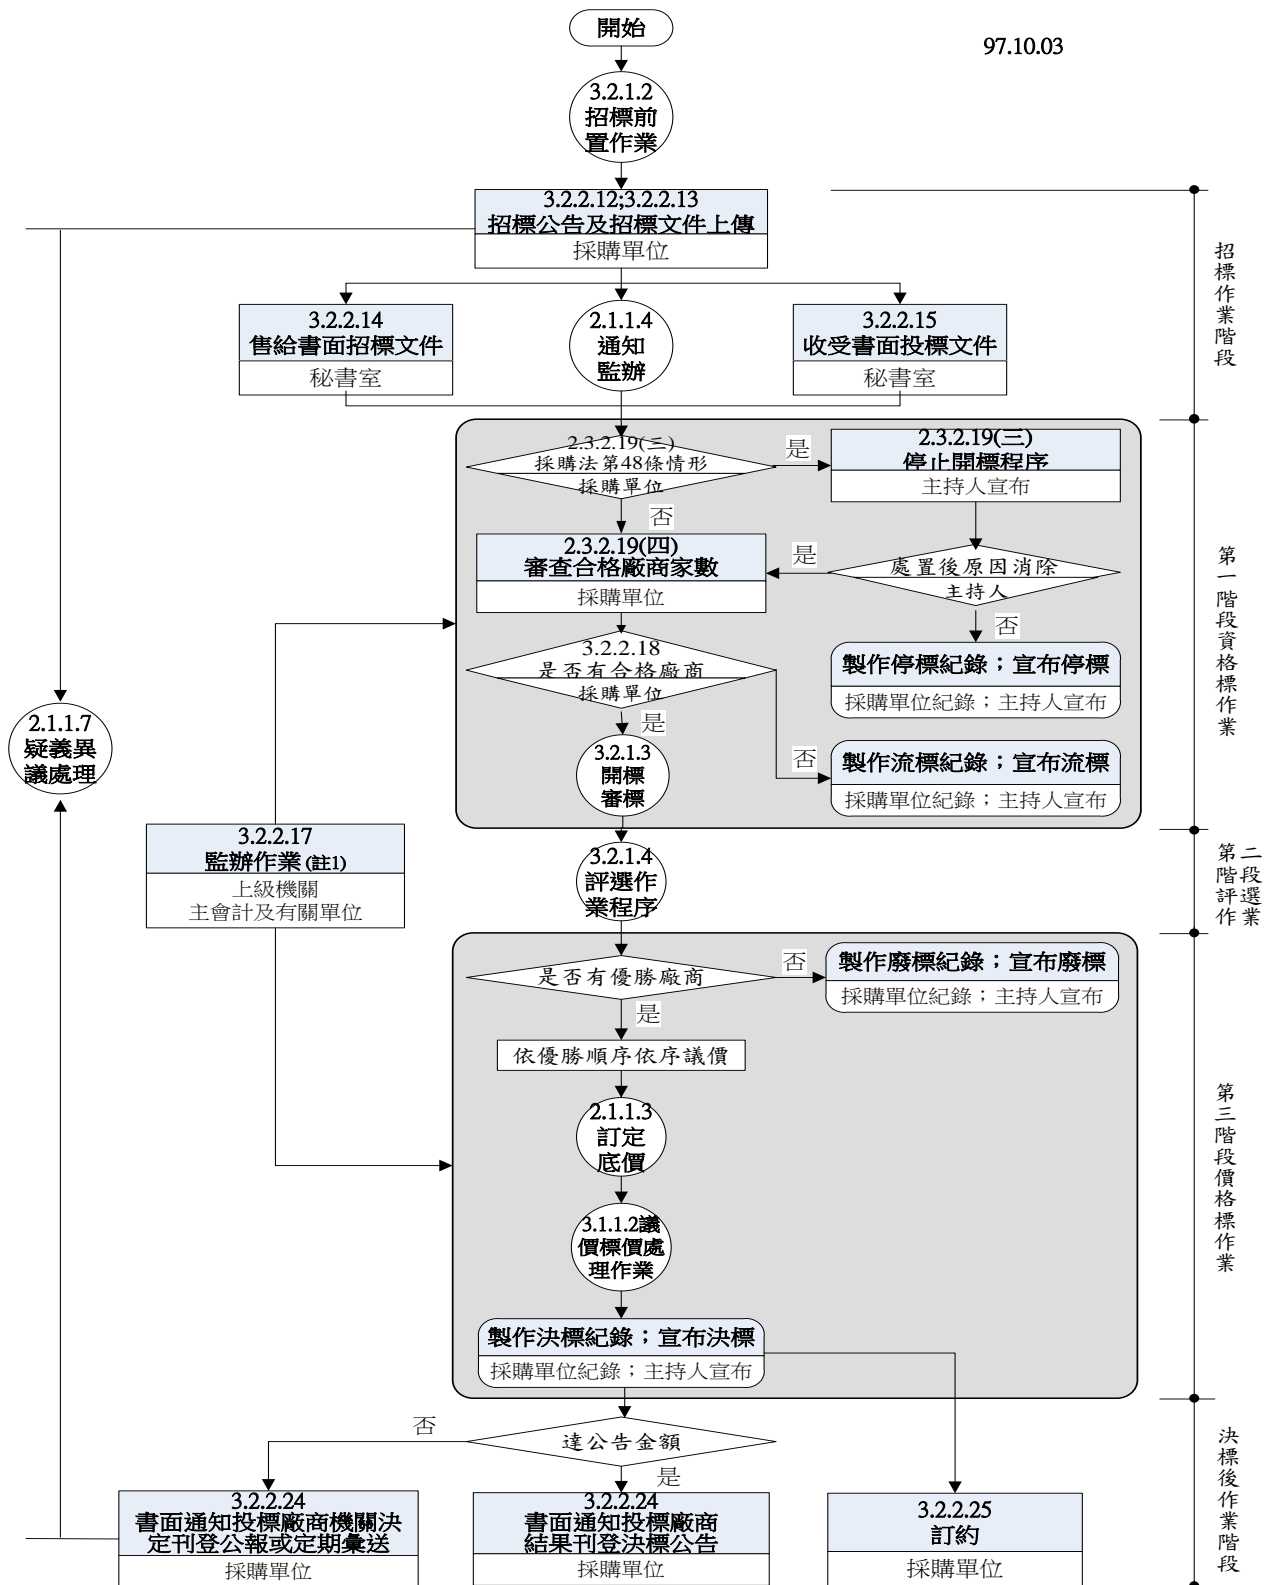 開始
97.10.03
3.2.1.2
招標前
置作業
3.2.2.12;3.2.2.13
招標公告及招標文件上傳
採購單位
招標作業階段
3.2.2.14
售給書面招標文件
秘書室
2.1.1.4
通知
監辦
3.2.2.15
收受書面投標文件
秘書室
2.3.2.19(三)
採購法第48條情形
採購單位
是
2.3.2.19(三)
停止開標程序
主持人宣布
否
2.3.2.19(四)
審查合格廠商家數
採購單位
是
處置後原因消除
主持人
否
第一階段資格標作業
3.2.2.18
是否有合格廠商
採購單位
製作停標紀錄；宣布停標
採購單位紀錄；主持人宣布
是
2.1.1.7
疑義異
議處理
3.2.1.3
開標
審標
否
製作流標紀錄；宣布流標
採購單位紀錄；主持人宣布
3.2.2.17
監辦作業(註1)
上級機關
主會計及有關單位
3.2.1.4
評選作
業程序
第二
階段
評選
作業
是否有優勝廠商
否
製作廢標紀錄；宣布廢標
採購單位紀錄；主持人宣布
是
依優勝順序依序議價
2.1.1.3
訂定
底價
第三階段價格標作業
3.1.1.2議
價標價處
理作業
製作決標紀錄；宣布決標
採購單位紀錄；主持人宣布
否
達公告金額
是
決標後作業階段
3.2.2.24
書面通知投標廠商機關決
定刊登公報或定期彙送
採購單位
3.2.2.24
書面通知投標廠商
結果刊登決標公告
採購單位
3.2.2.25
訂約
採購單位